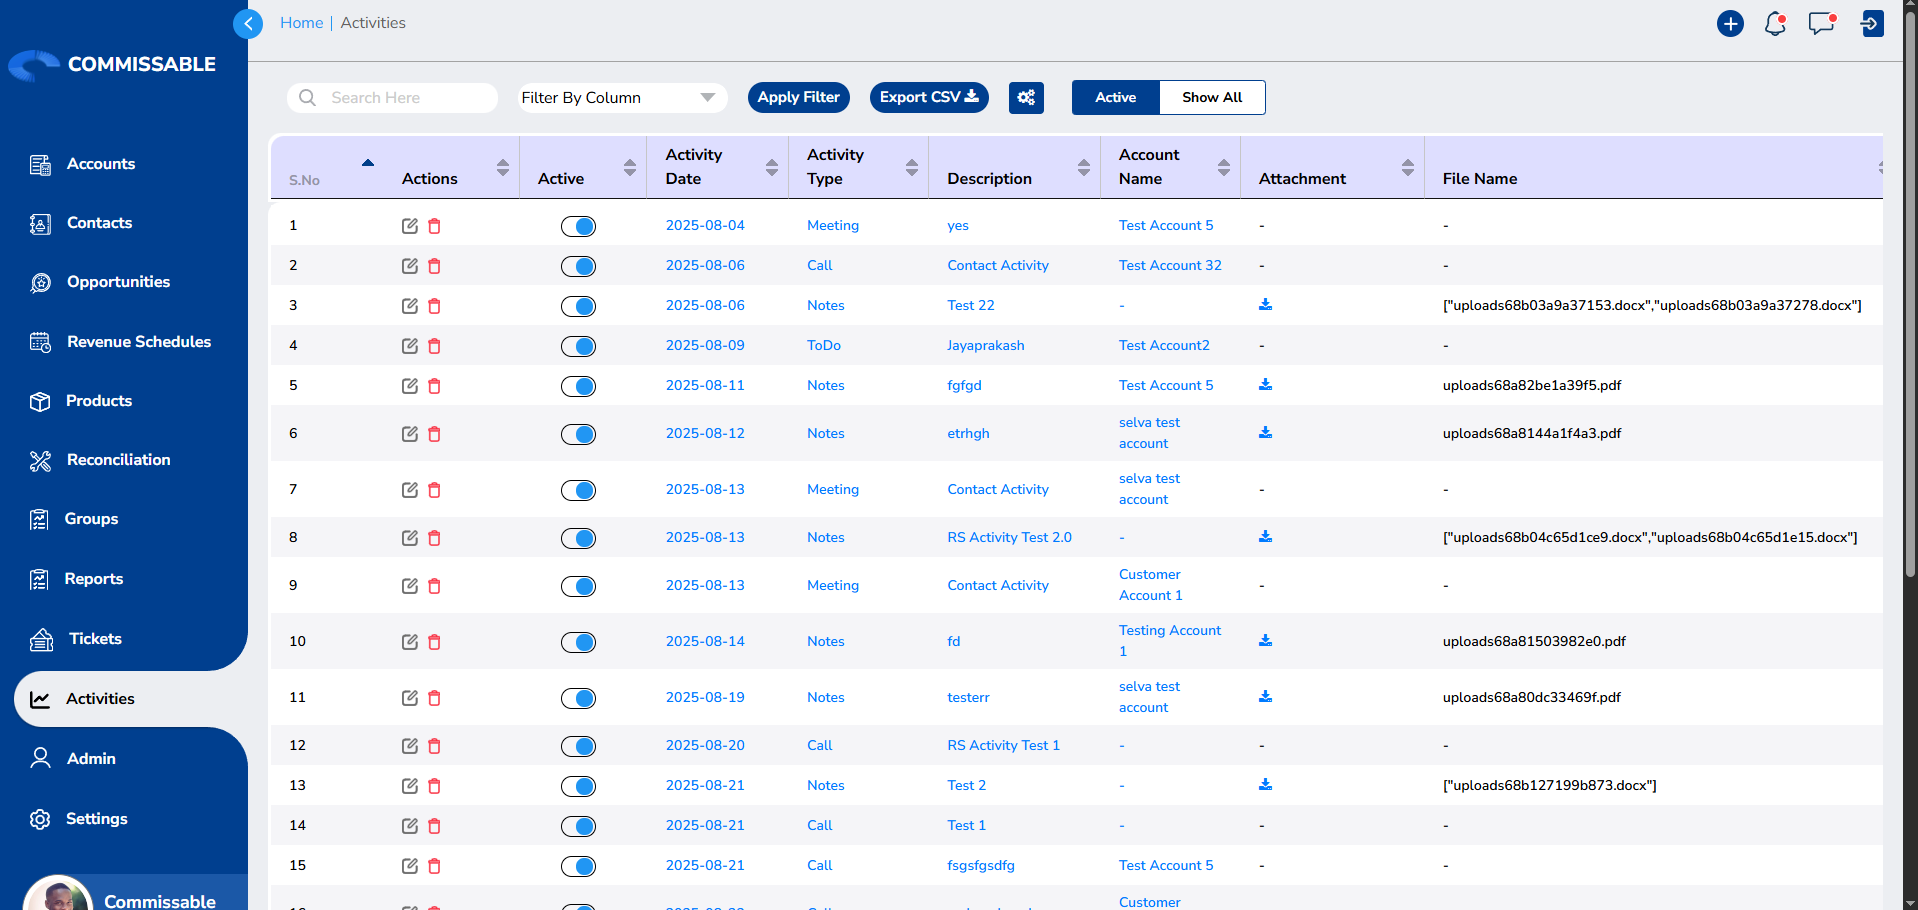 Home | Activities
COMMISSABLE
Search Here
Filter By Column
Apply Filter
Export CSV
Active
Show All
Accounts
Contacts
Opportunities
Revenue Schedules
Products
Reconciliation
Groups
Reports
Tickets
Activities
Admin
Settings
Commissable
S.No Actions Active Activity Date Activity Type Description Account Name Attachment File Name
1 2025-08-04 Meeting yes Test Account 5 - -
2 2025-08-06 Call Contact Activity Test Account 32 - -
3 2025-08-06 Notes Test 22 - ["uploads68b03a9a37153.docx","uploads68b03a9a37278.docx"]
4 2025-08-09 ToDo Jayaprakash Test Account2 - -
5 2025-08-11 Notes fgfgd Test Account 5 uploads68a82be1a39f5.pdf
6 2025-08-12 Notes etrhgh selva test account uploads68a8144a1f4a3.pdf
7 2025-08-13 Meeting Contact Activity selva test account - -
8 2025-08-13 Notes RS Activity Test 2.0 - ["uploads68b04c65d1ce9.docx","uploads68b04c65d1e15.docx"]
9 2025-08-13 Meeting Contact Activity Customer Account 1 - -
10 2025-08-14 Notes fd Testing Account 1 uploads68a81503982e0.pdf
11 2025-08-19 Notes testerr selva test account uploads68a80dc33469f.pdf
12 2025-08-20 Call RS Activity Test 1 - - -
13 2025-08-21 Notes Test 2 - ["uploads68b127199b873.docx"]
14 2025-08-21 Call Test 1 - - -
15 2025-08-21 Call fsgsfgsdfg Test Account 5 - -
Customer